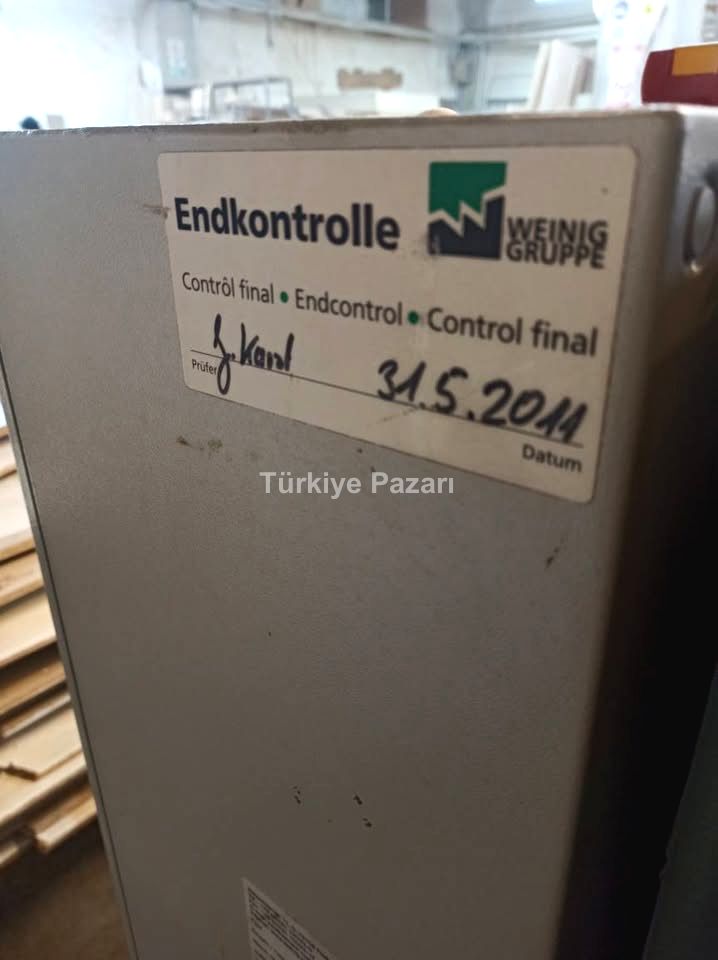 Endkontrolle
WEINIG
GRUPPE
Contrôl final • Endcontrol • Control final
Prüfer
31.5.2011
Datum
Türkiye Pazarı